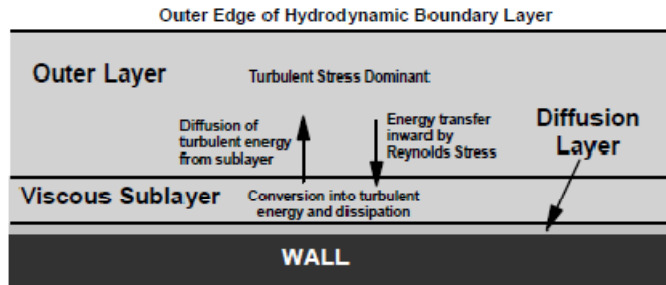 Outer Edge of Hydrodynamic Boundary Layer
Outer Layer
Turbulent Stress Dominant
Diffusion of
turbulent energy
from sublayer
Energy transfer
inward by
Reynolds Stress
Diffusion
Layer
Viscous Sublayer
Conversion into turbulent
energy and dissipation
WALL